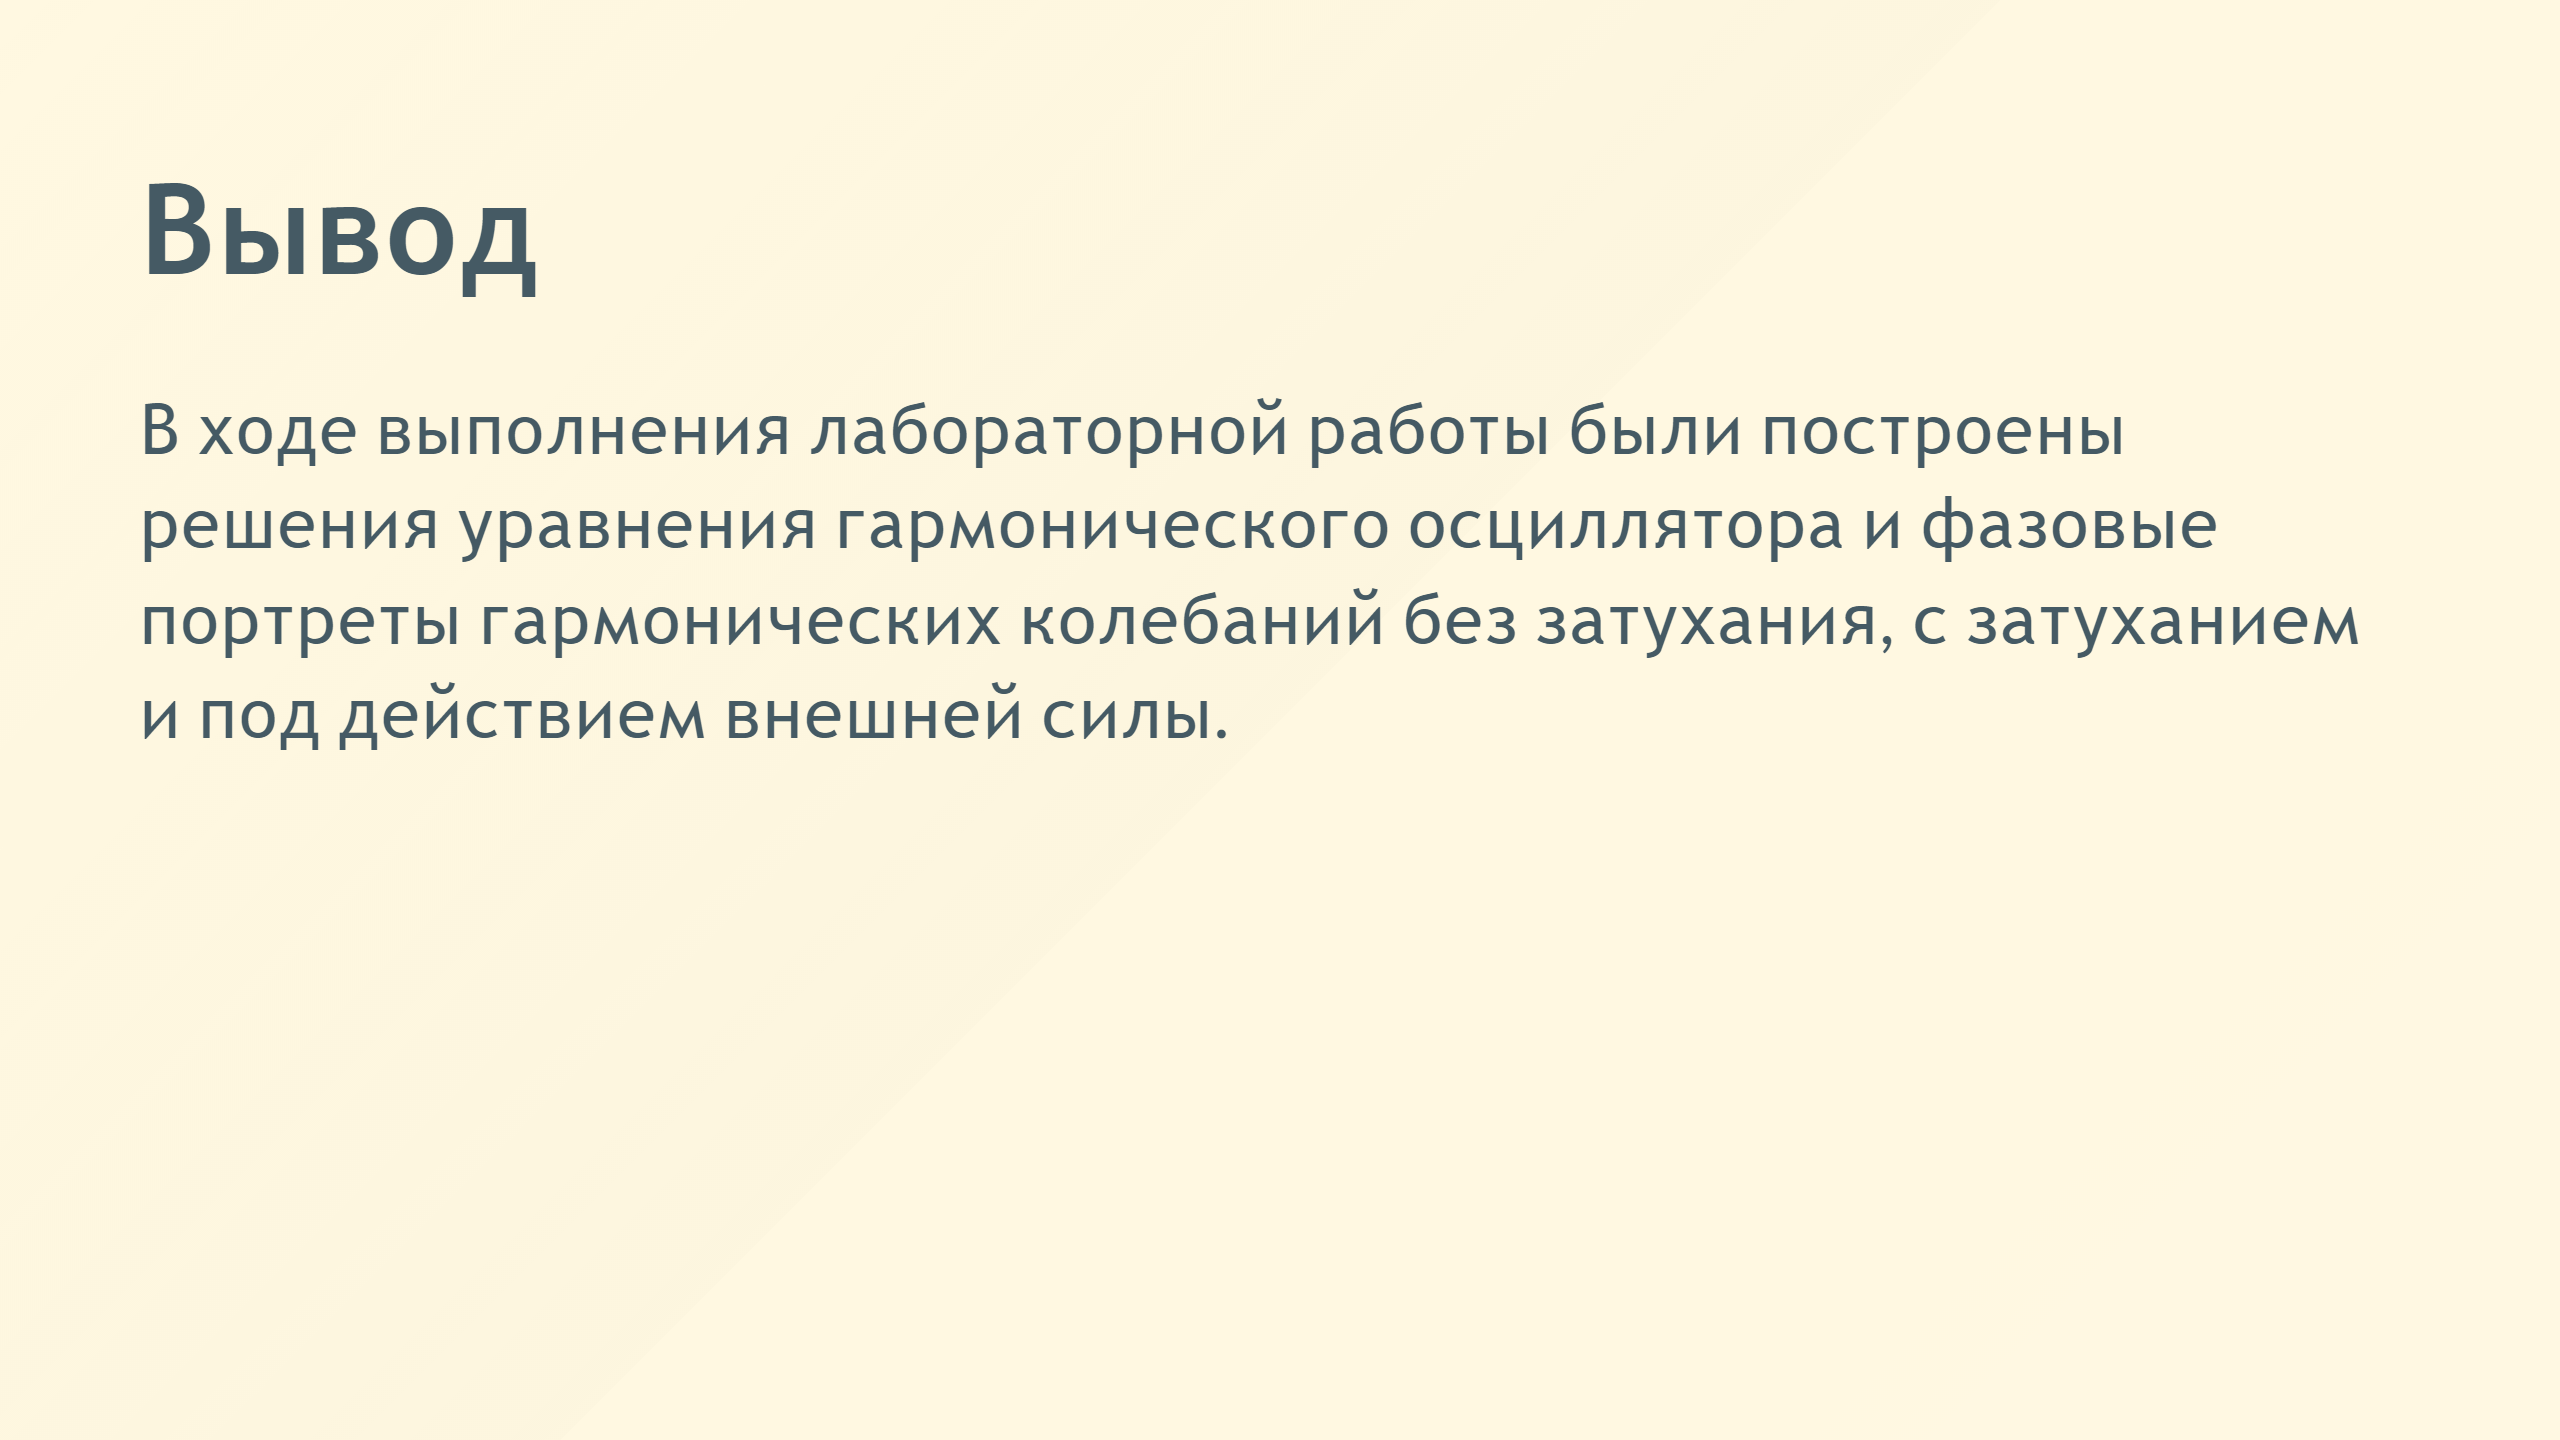 Вывод
В ходе выполнения лабораторной работы были построены
решения уравнения гармонического осциллятора и фазовые
портреты гармонических колебаний без затухания, с затуханием
и под действием внешней силы.